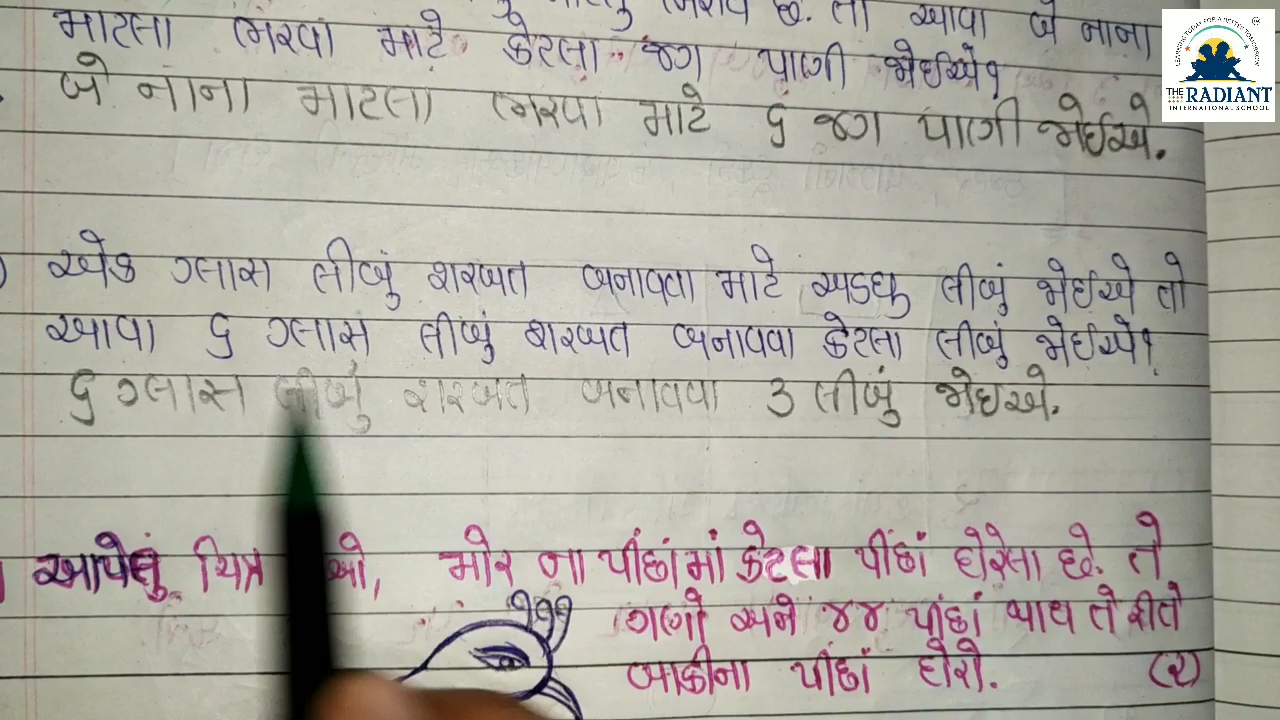 છે. તો આવા બે નાના
માટલા ભરવા માટે કેટલા જગ પાણી જોઈએ?
બે નાના માટલા ભરવા માટે ૬ જગ પાણી જોઈએ.
એક ગ્લાસ લીંબું શરબત બનાવવા માટે અડધુ લીંબું જોઈએ તો
આવા ૬ ગ્લાસ લીંબું શરબત બનાવવા કેટલા લીંબું જોઈએ?
૬ ગ્લાસ લીંબું શરબત બનાવવા ૩ લીંબું જોઈએ.
આપેલું ચિત્ર મોર ના પીંછાંમાં કેટલા પીંછાં દોરેલા છે. તે
ગણો અને ૪૪ પીંછાં થાય તે રીતે
બાકીના પીંછાં દોરો. (૨)
THE RADIANT
INTERNATIONAL SCHOOL